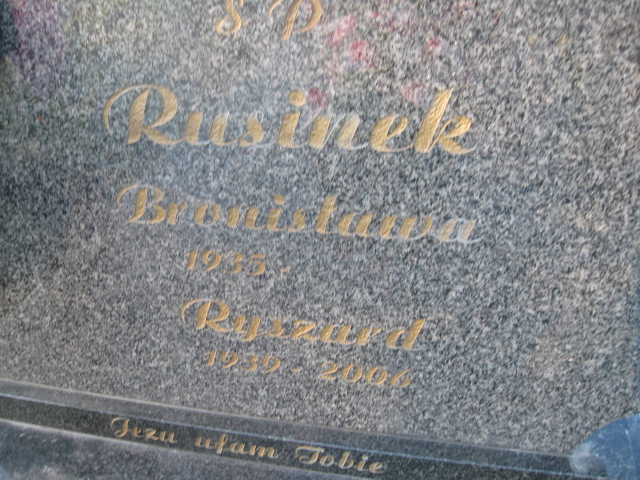 Ś P
Rusinek
Bronisława
1935 -
Ryszard
1939 - 2006
Jezu ufam Tobie